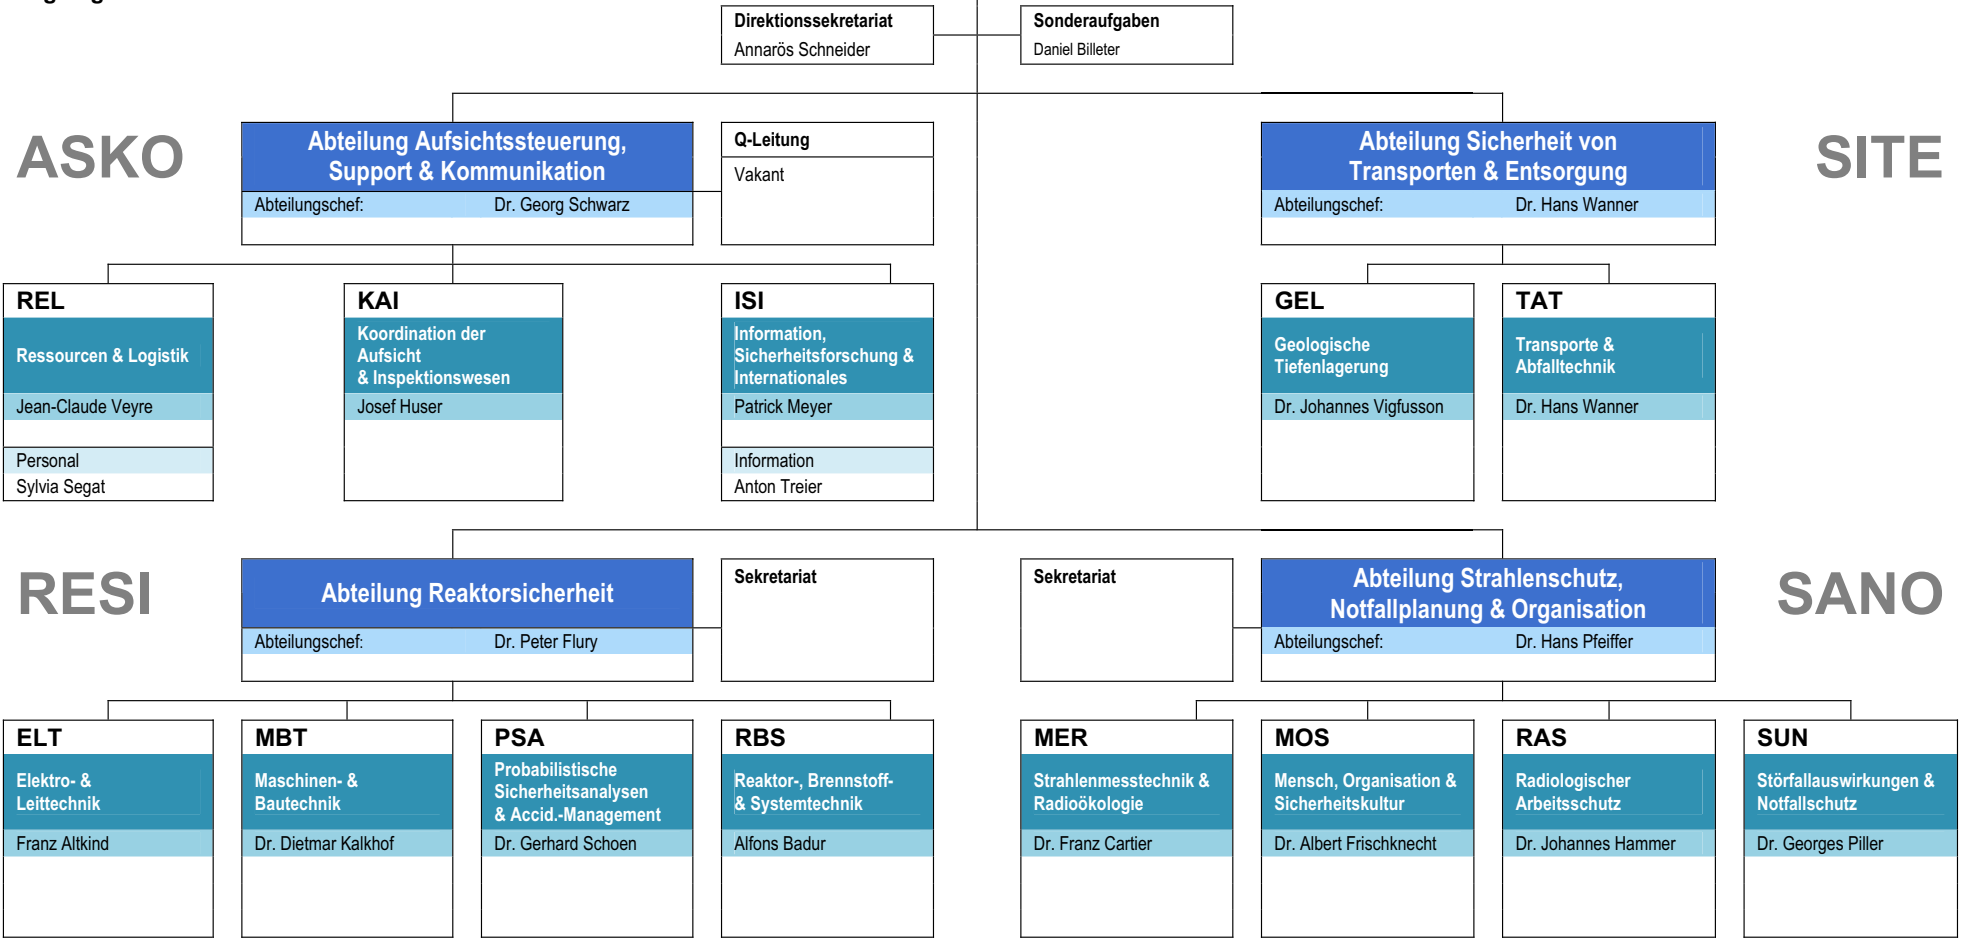 Direktionssekretariat
Annarös Schneider
Sonderaufgaben
Daniel Billeter
ASKO
Abteilung Aufsichtssteuerung,
Support & Kommunikation
Abteilungschef: Dr. Georg Schwarz
Q-Leitung
Vakant
Abteilung Sicherheit von
Transporten & Entsorgung
Abteilungschef: Dr. Hans Wanner
SITE
REL
Ressourcen & Logistik
Jean-Claude Veyre
Personal
Sylvia Segat
KAI
Koordination der
Aufsicht
& Inspektionswesen
Josef Huser
ISI
Information,
Sicherheitsforschung &
Internationales
Patrick Meyer
Information
Anton Treier
GEL
Geologische
Tiefenlagerung
Dr. Johannes Vigfusson
TAT
Transporte &
Abfalltechnik
Dr. Hans Wanner
RESI
Abteilung Reaktorsicherheit
Abteilungschef: Dr. Peter Flury
Sekretariat
Sekretariat
Abteilung Strahlenschutz,
Notfallplanung & Organisation
Abteilungschef: Dr. Hans Pfeiffer
SANO
ELT
Elektro- &
Leittechnik
Franz Altkind
MBT
Maschinen- &
Bautechnik
Dr. Dietmar Kalkhof
PSA
Probabilistische
Sicherheitsanalysen
& Accid.-Management
Dr. Gerhard Schoen
RBS
Reaktor-, Brennstoff-
& Systemtechnik
Alfons Badur
MER
Strahlenmesstechnik &
Radioökologie
Dr. Franz Cartier
MOS
Mensch, Organisation &
Sicherheitskultur
Dr. Albert Frischknecht
RAS
Radiologischer
Arbeitsschutz
Dr. Johannes Hammer
SUN
Störfallauswirkungen &
Notfallschutz
Dr. Georges Piller